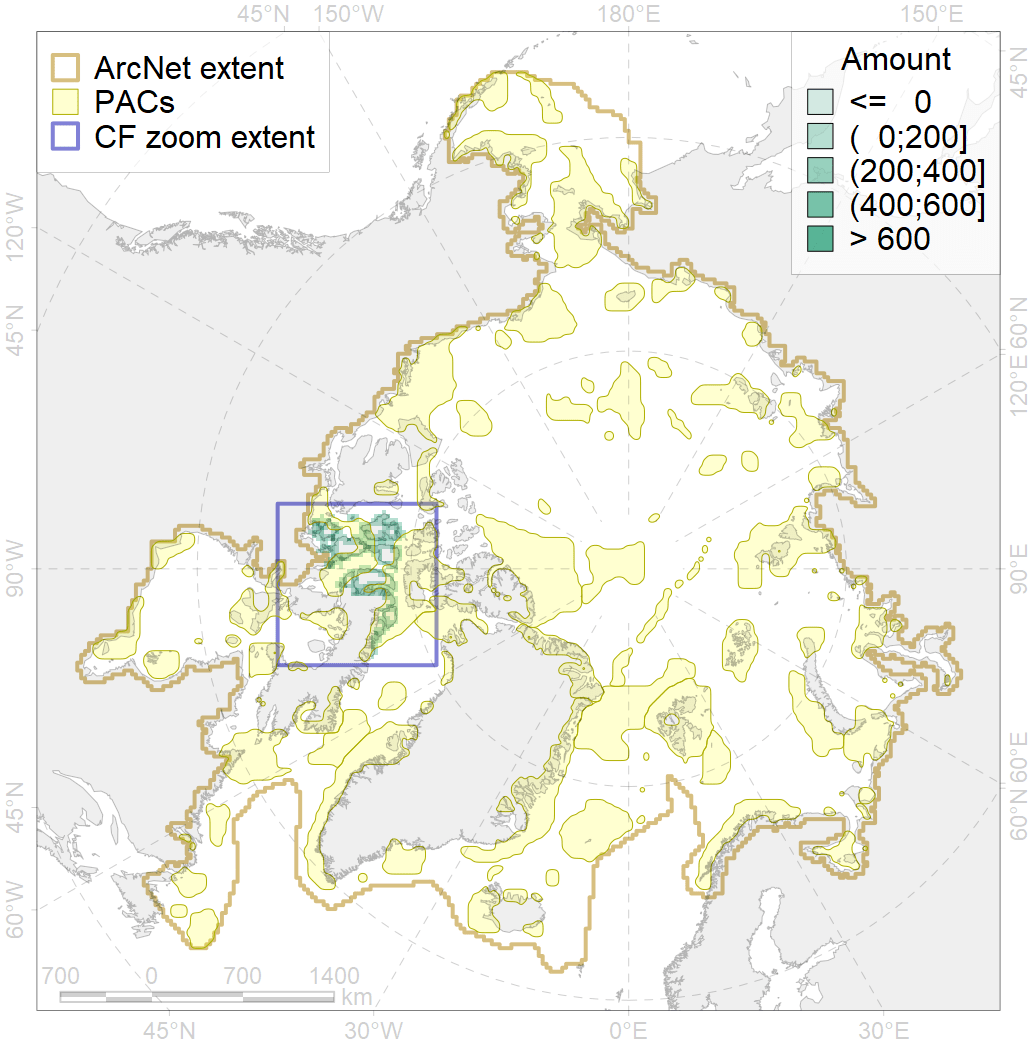 45°N 150°W 180°E 150°E
ArcNet extent
PACs
CF zoom extent
Amount
<= 0
( 0;200]
(200;400]
(400;600]
> 600
45°N
120°W
60°N
45°N
120°E
90°W
90°E
60°E
45°N
60°N
60°W
700 0 700 1400
km
45°N 30°W 0°E 30°E